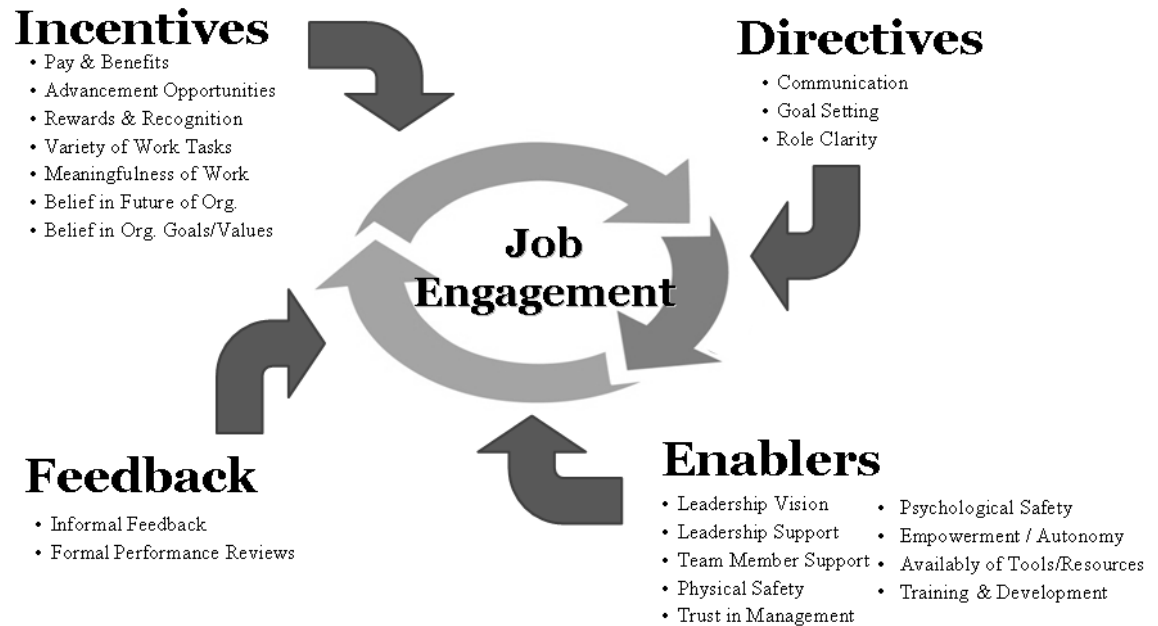 Incentives
• Pay & Benefits
• Advancement Opportunities
• Rewards & Recognition
• Variety of Work Tasks
• Meaningfulness of Work
• Belief in Future of Org.
• Belief in Org. Goals/Values
Directives
• Communication
• Goal Setting
• Role Clarity
Job
Engagement
Feedback
• Informal Feedback
• Formal Performance Reviews
Enablers
• Leadership Vision
• Leadership Support
• Team Member Support
• Physical Safety
• Trust in Management
• Psychological Safety
• Empowerment / Autonomy
• Availably of Tools/Resources
• Training & Development